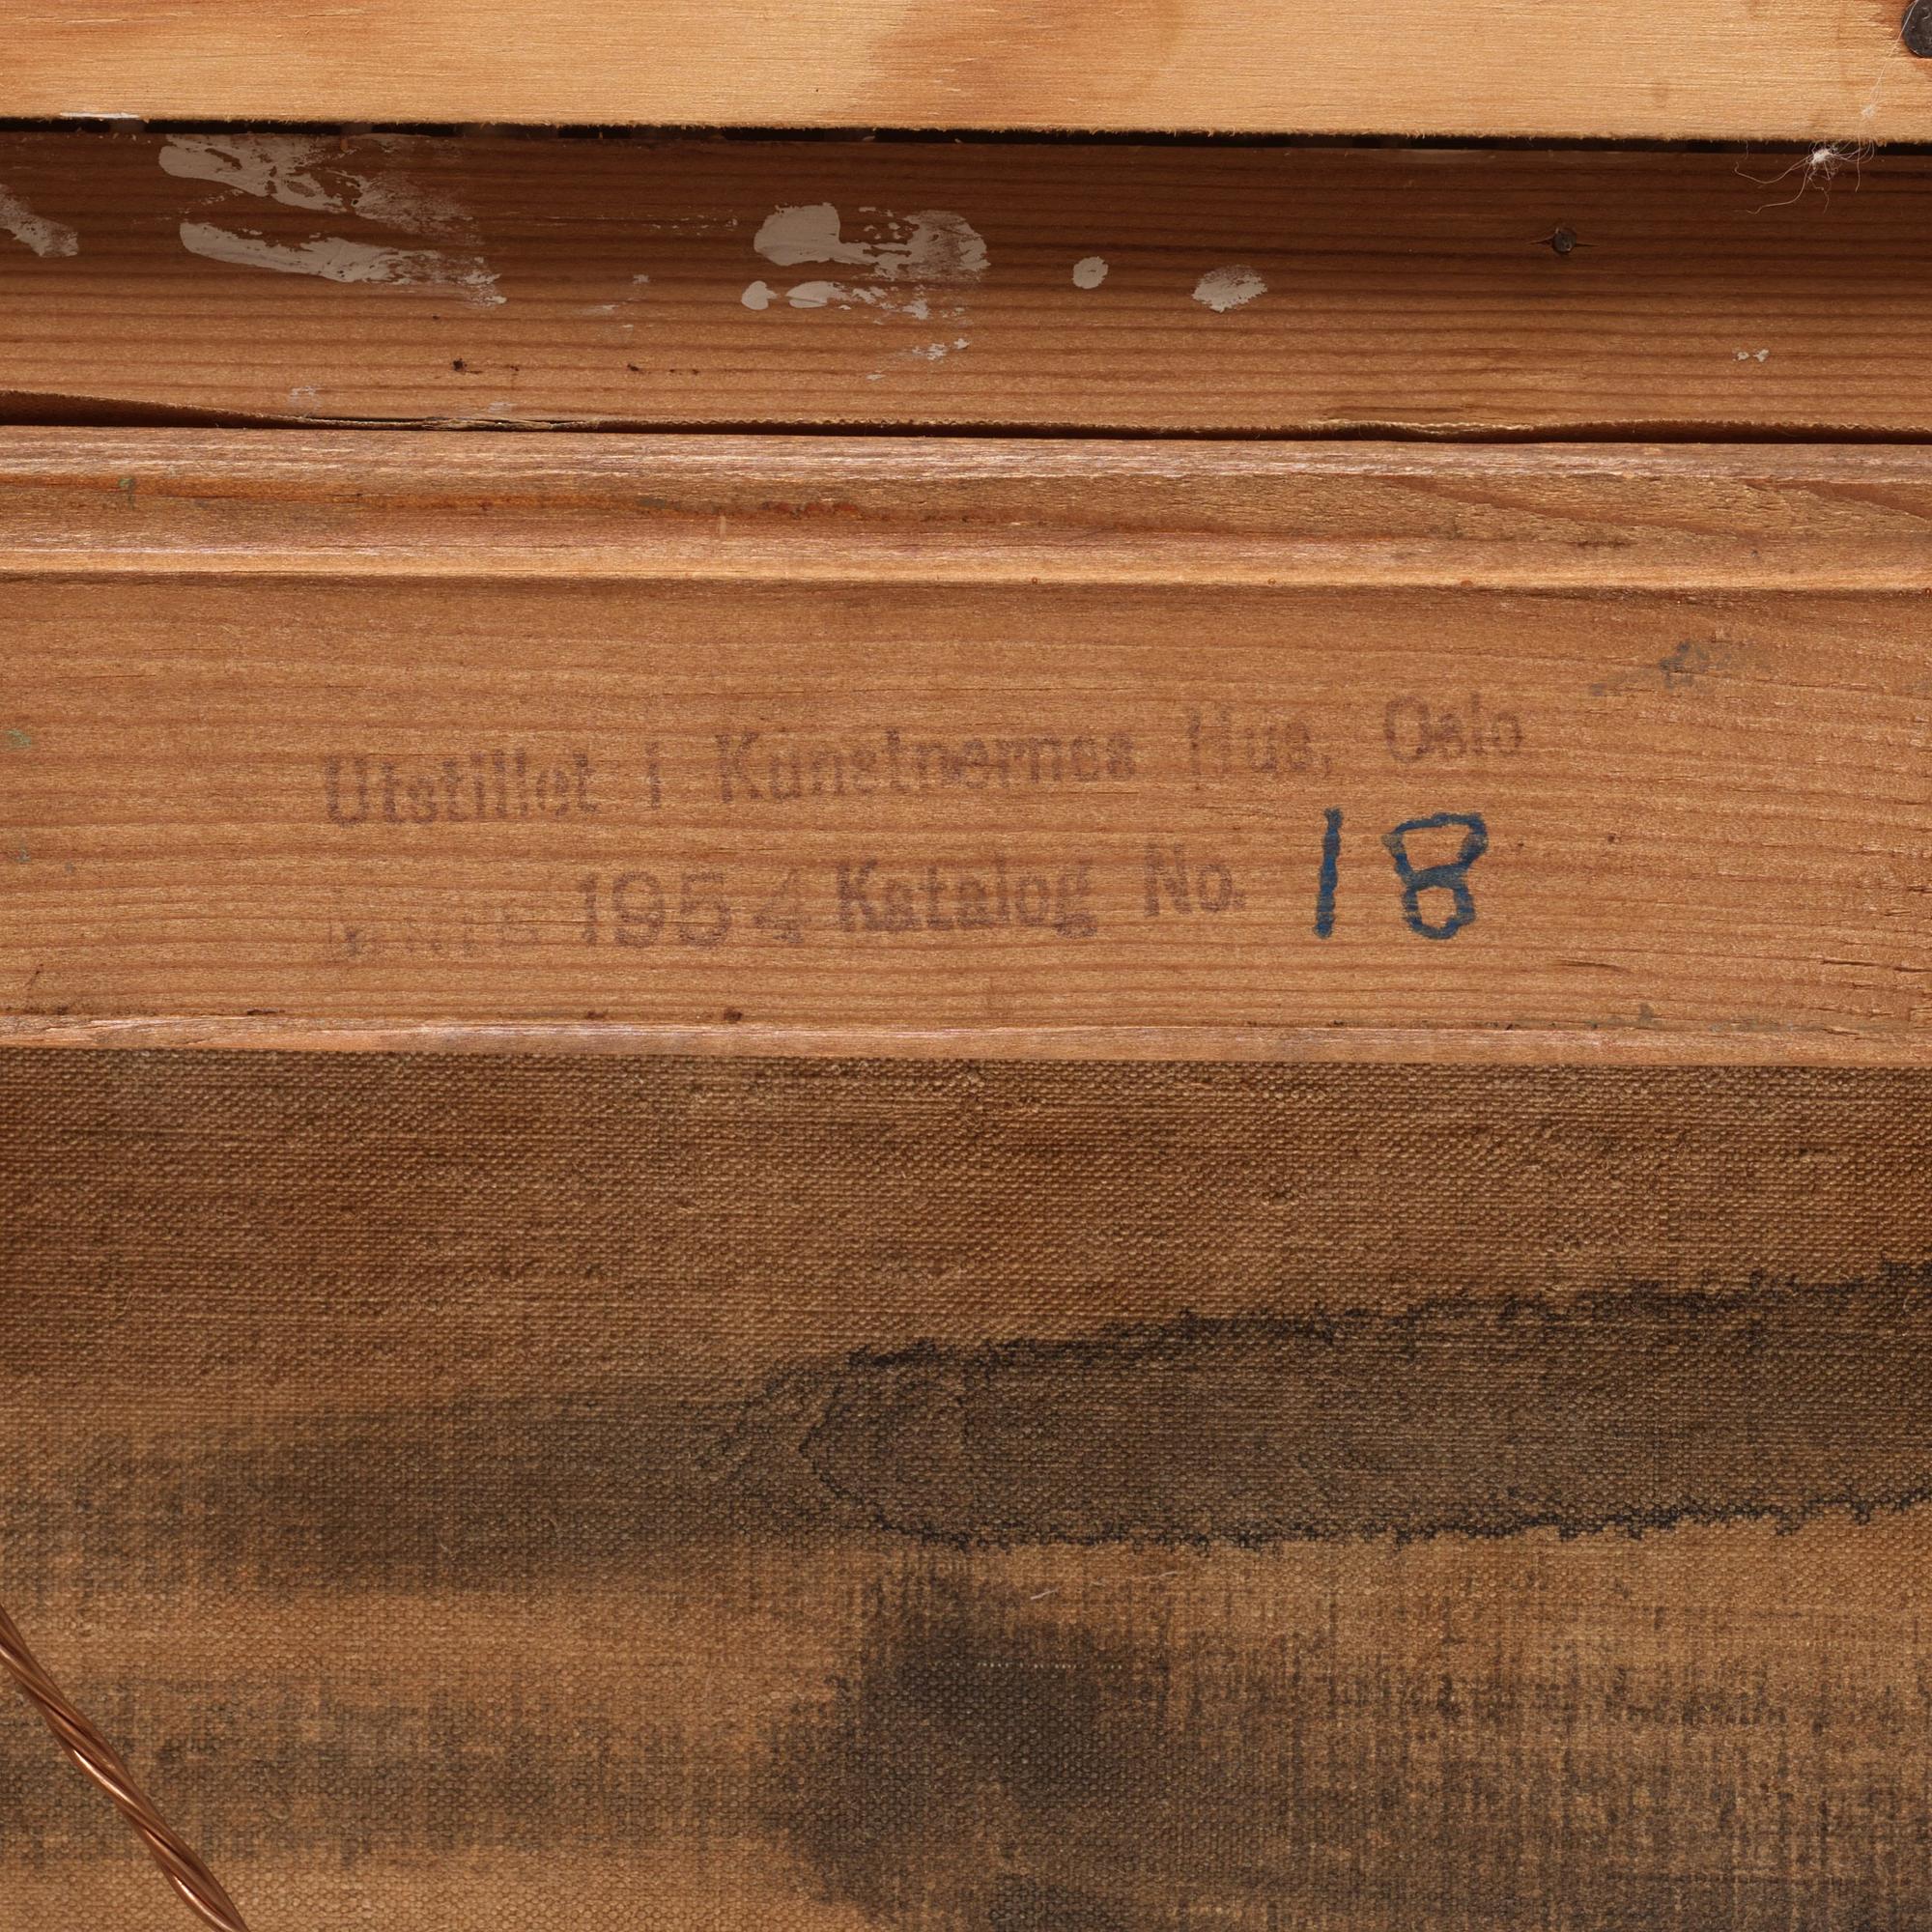 Utstillet i Kunstnernes Hus, Oslo
1954 Katalog No. 18